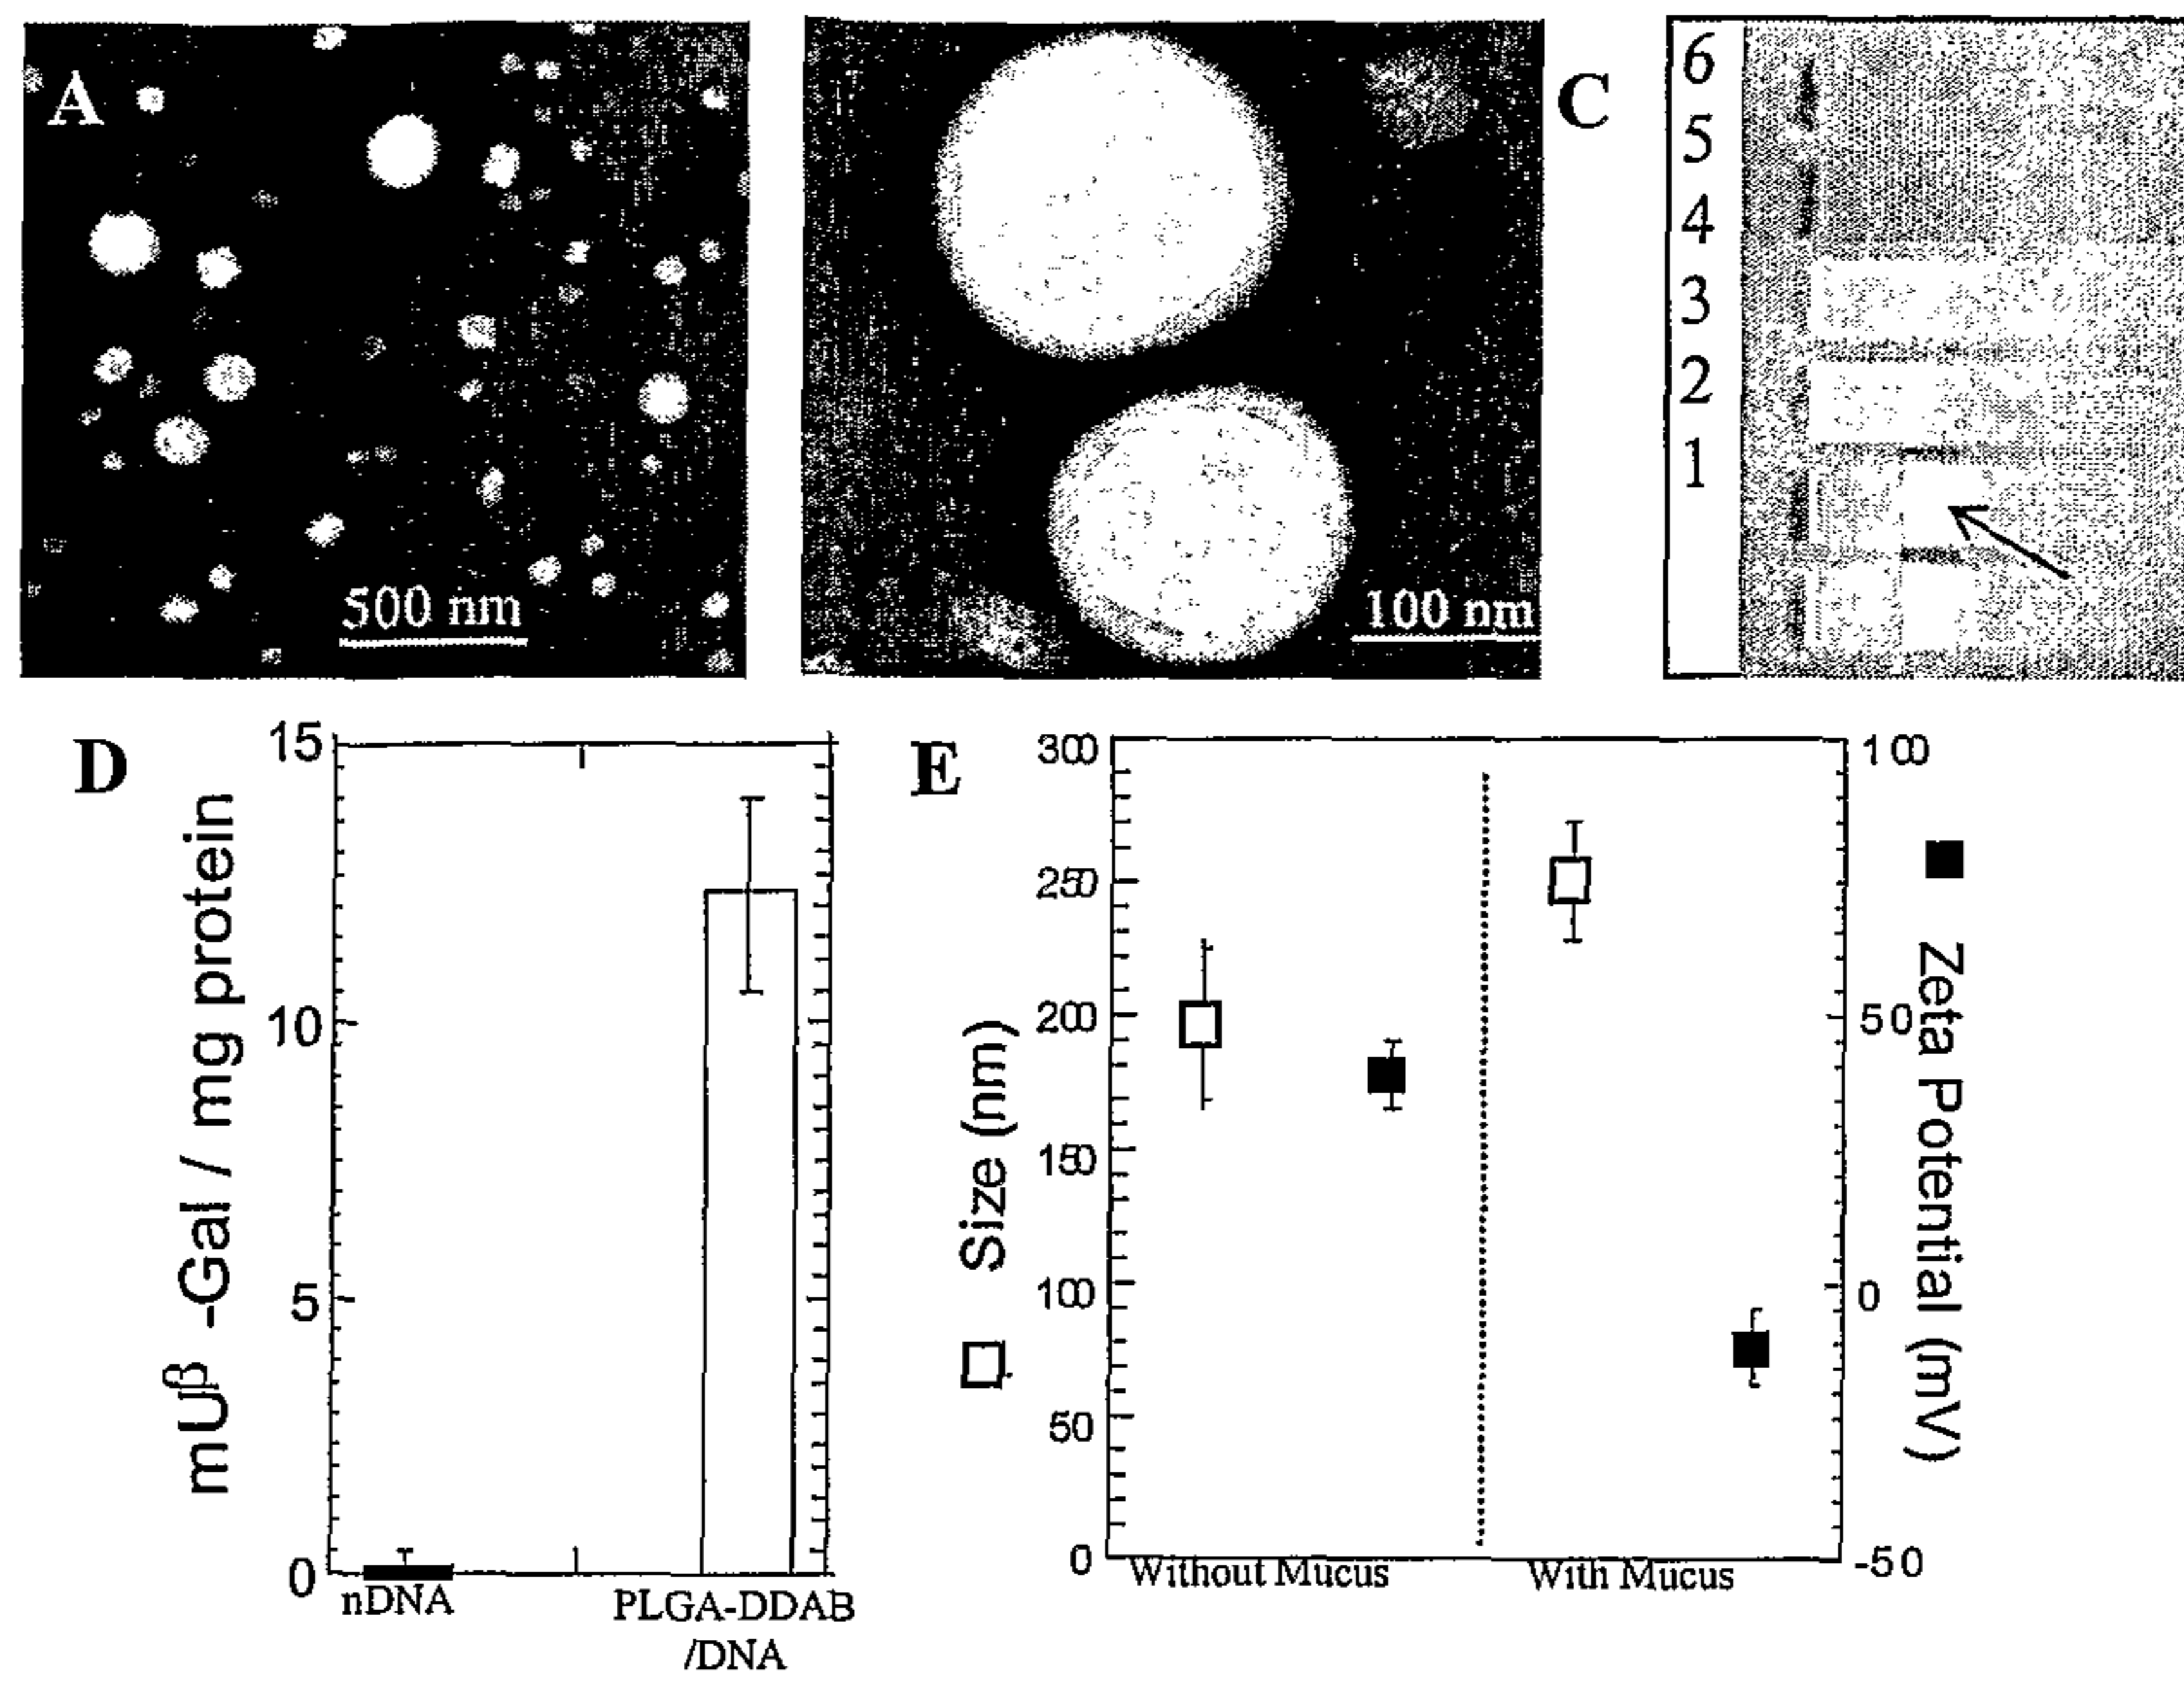 A
500 nm
100 nm
C
6
5
4
3
2
1
D
mUβ -Gal / mg protein
15
10
5
0
nDNA
PLGA-DDAB
/DNA
E
Size (nm)
300
250
200
150
100
50
0
Without Mucus
With Mucus
100
50
0
-50
Zeta Potential (mV)